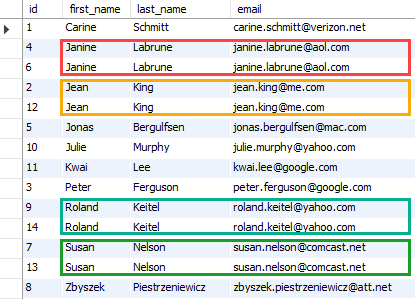 id first_name last_name email
1 Carine Schmitt carine.schmitt@verizon.net
4 Janine Labrune janine.labrune@aol.com
6 Janine Labrune janine.labrune@aol.com
2 Jean King jean.king@me.com
12 Jean King jean.king@me.com
5 Jonas Bergulfsen jonas.bergulfsen@mac.com
10 Julie Murphy julie.murphy@yahoo.com
11 Kwai Lee kwai.lee@google.com
3 Peter Ferguson peter.ferguson@google.com
9 Roland Keitel roland.keitel@yahoo.com
14 Roland Keitel roland.keitel@yahoo.com
7 Susan Nelson susan.nelson@comcast.net
13 Susan Nelson susan.nelson@comcast.net
8 Zbyszek Piestrzeniewicz zbyszek.piestrzeniewicz@att.net